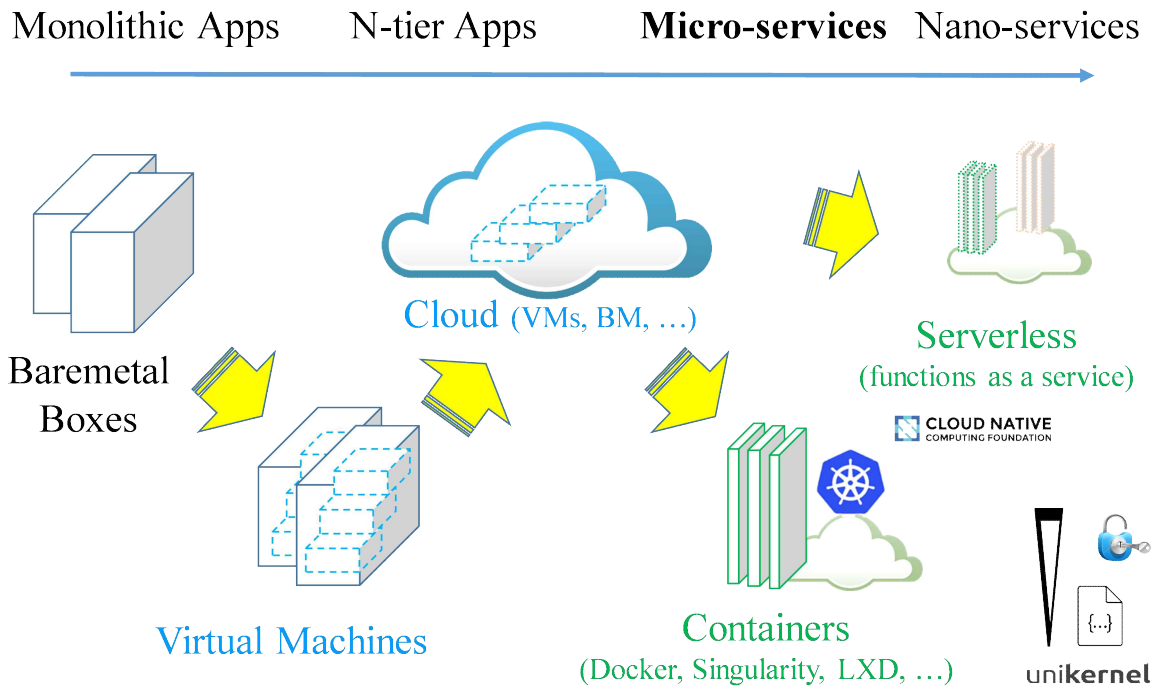 Monolithic Apps
N-tier Apps
Micro-services
Nano-services
Cloud (VMs, BM, …)
Serverless
(functions as a service)
Baremetal
Boxes
CLOUD NATIVE
COMPUTING FOUNDATION
Virtual Machines
Containers
(Docker, Singularity, LXD, …)
{...}
unikernel